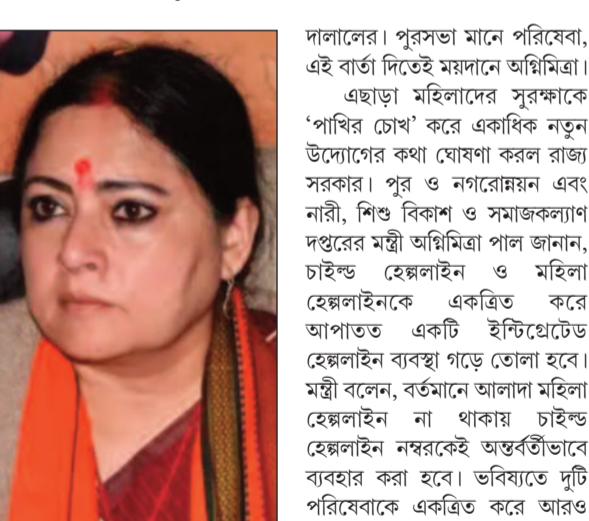 দালালের। পুরসভা মানে পরিষেবা,
এই বার্তা দিতেই ময়দানে অগ্নিমিত্রা।
এছাড়া মহিলাদের সুরক্ষাকে
‘পাখির চোখ’ করে একাধিক নতুন
উদ্যোগের কথা ঘোষণা করল রাজ্য
সরকার। পুর ও নগরোন্নয়ন এবং
নারী, শিশু বিকাশ ও সমাজকল্যাণ
দপ্তরের মন্ত্রী অগ্নিমিত্রা পাল জানান,
চাইল্ড হেল্পলাইন ও মহিলা
হেল্পলাইনকে একত্রিত করে
আপাতত একটি ইন্টিগ্রেটেড
হেল্পলাইন ব্যবস্থা গড়ে তোলা হবে।
মন্ত্রী বলেন, বর্তমানে আলাদা মহিলা
হেল্পলাইন না থাকায় চাইল্ড
হেল্পলাইন নম্বরকেই অন্তর্বর্তীভাবে
ব্যবহার করা হবে। ভবিষ্যতে দুটি
পরিষেবাকে একত্রিত করে আরও